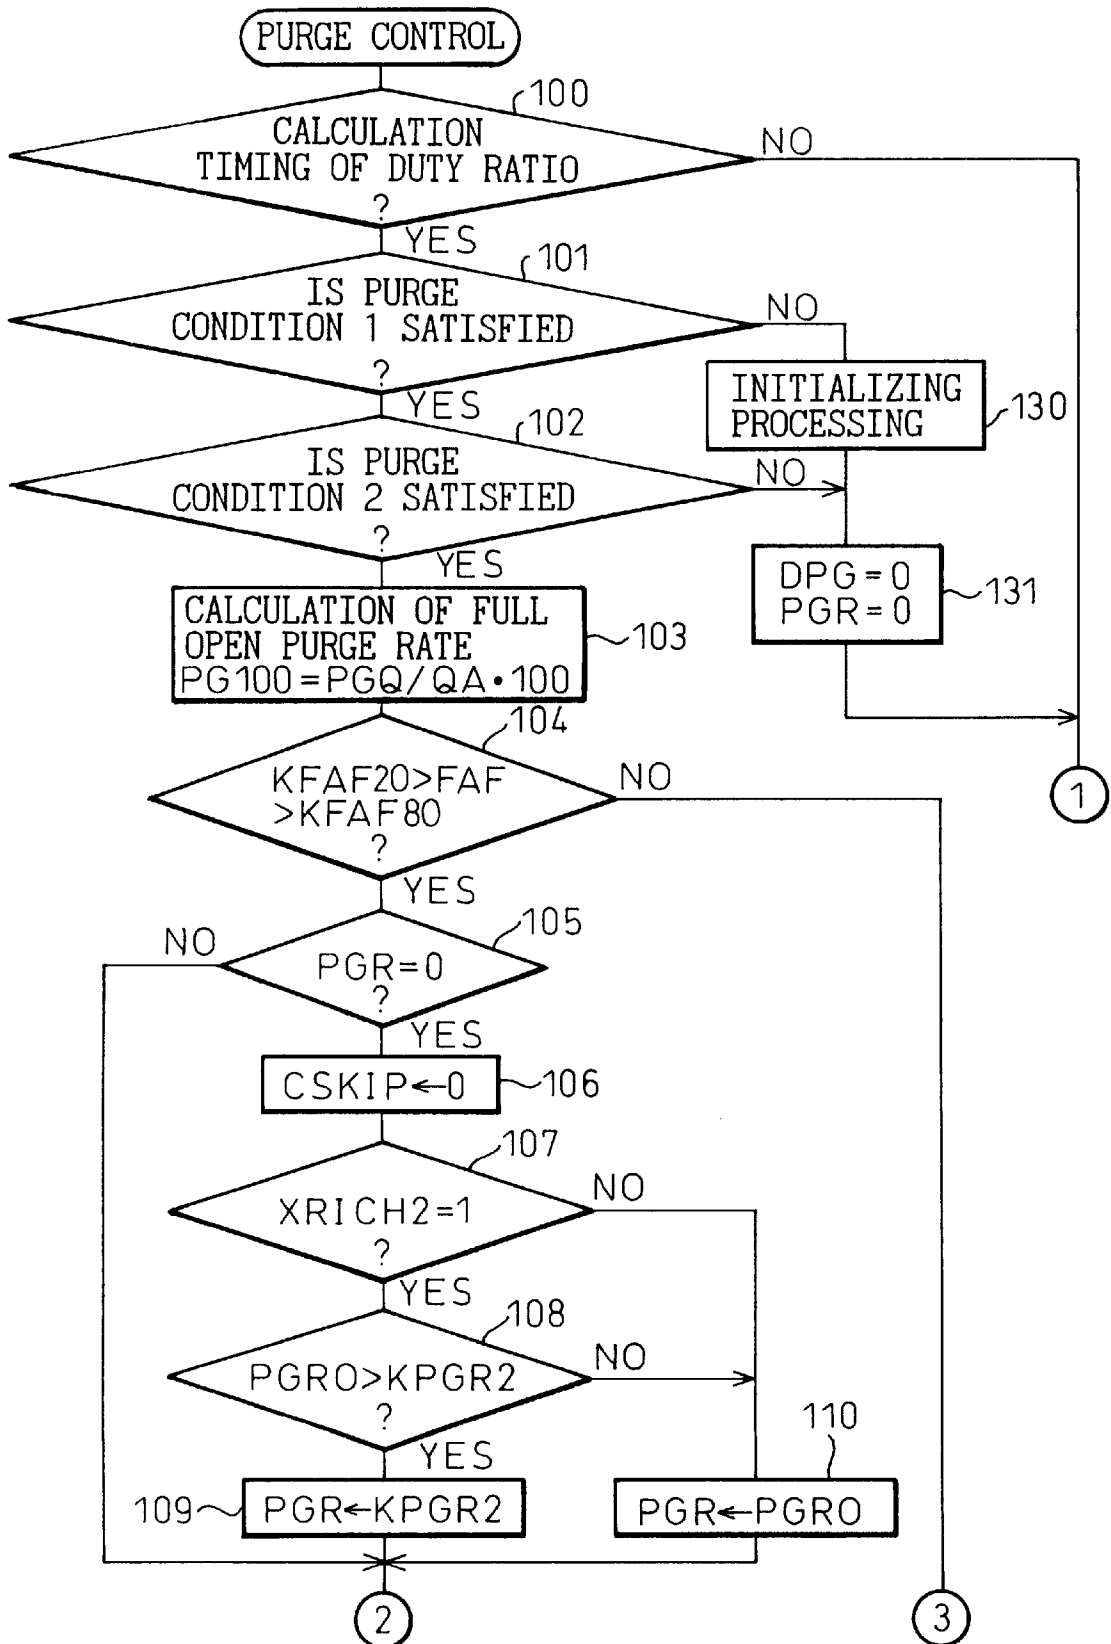 PURGE CONTROL
100
CALCULATION
TIMING OF DUTY RATIO
?
NO
YES
101
IS PURGE
CONDITION 1 SATISFIED
?
NO
YES
INITIALIZING
PROCESSING
130
102
IS PURGE
CONDITION 2 SATISFIED
?
NO
YES
DPG=0
PGR=0
131
CALCULATION OF FULL
OPEN PURGE RATE
PG100=PGQ/QA·100
103
104
KFAF20>FAF
>KFAF80
?
NO
1
YES
105
NO
PGR=0
?
YES
CSKIP←0
106
107
NO
XRICH2=1
?
YES
108
NO
PGRO>KPGR2
?
YES
110
109
PGR←KPGR2
PGR←PGRO
2
3